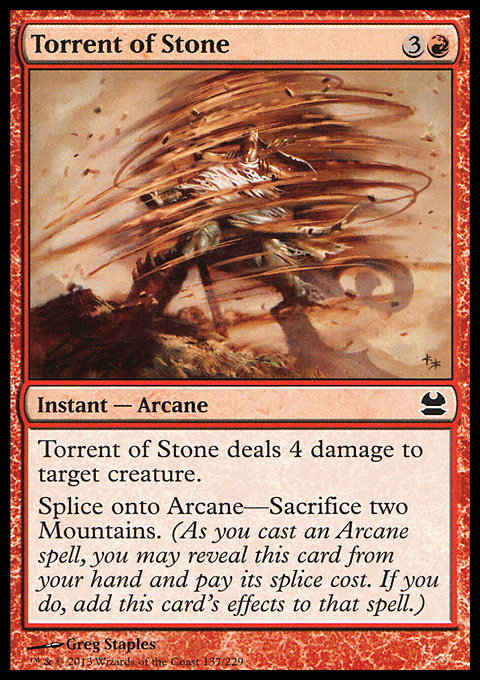 Torrent of Stone 3
Instant — Arcane
Torrent of Stone deals 4 damage to
target creature.
Splice onto Arcane—Sacrifice two
Mountains. (As you cast an Arcane
spell, you may reveal this card from
your hand and pay its splice cost. If you
do, add this card's effects to that spell.)
Greg Staples
™ & © 2013 Wizards of the Coast 137/229